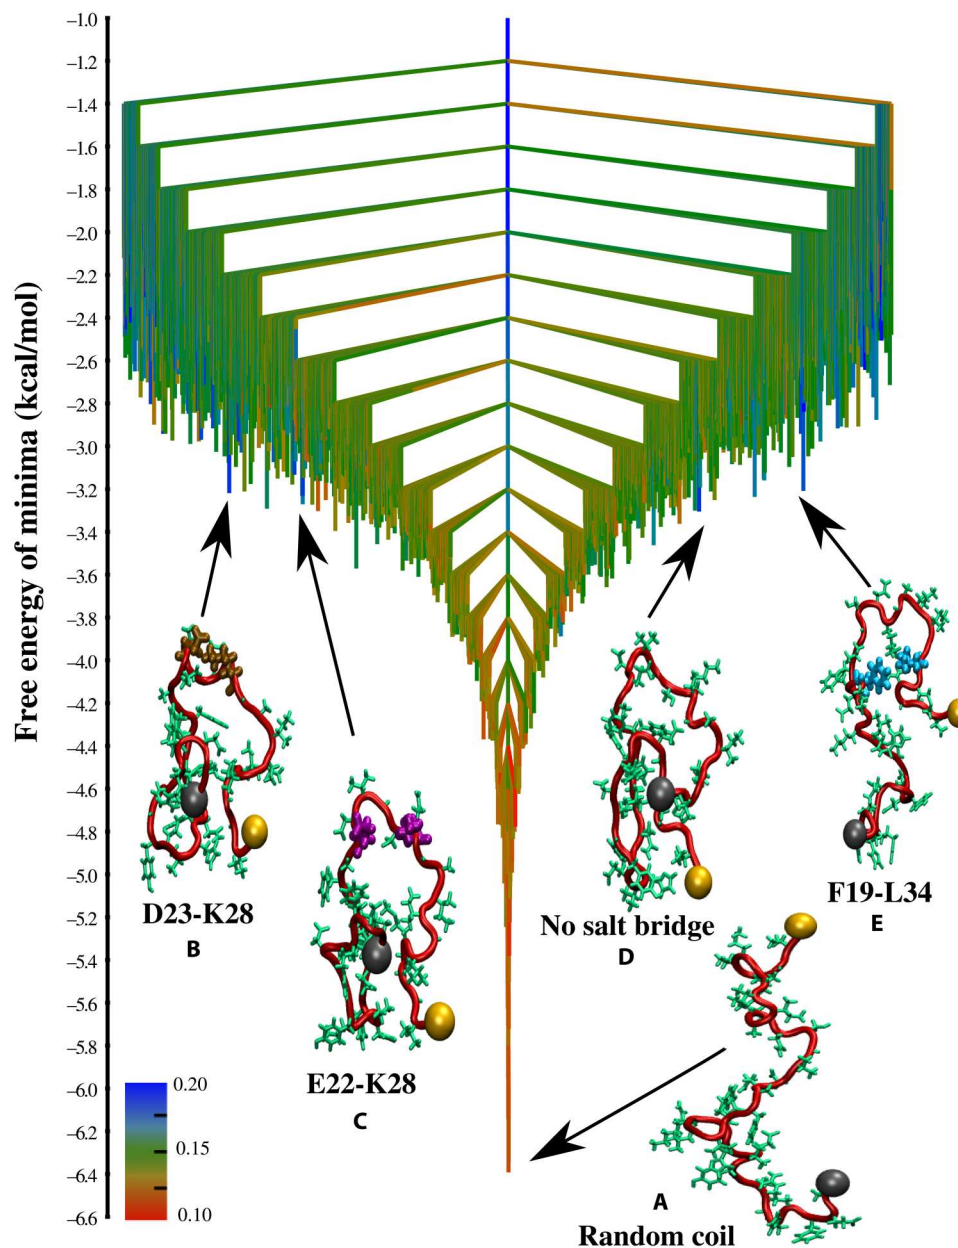 Free energy of minima (kcal/mol)
−1.0
−1.2
−1.4
−1.6
−1.8
−2.0
−2.2
−2.4
−2.6
−2.8
−3.0
−3.2
−3.4
−3.6
−3.8
−4.0
−4.2
−4.4
−4.6
−4.8
−5.0
−5.2
−5.4
−5.6
−5.8
−6.0
−6.2
−6.4
−6.6
D23-K28
B
E22-K28
C
No salt bridge
D
F19-L34
E
A
Random coil
0.20
0.15
0.10